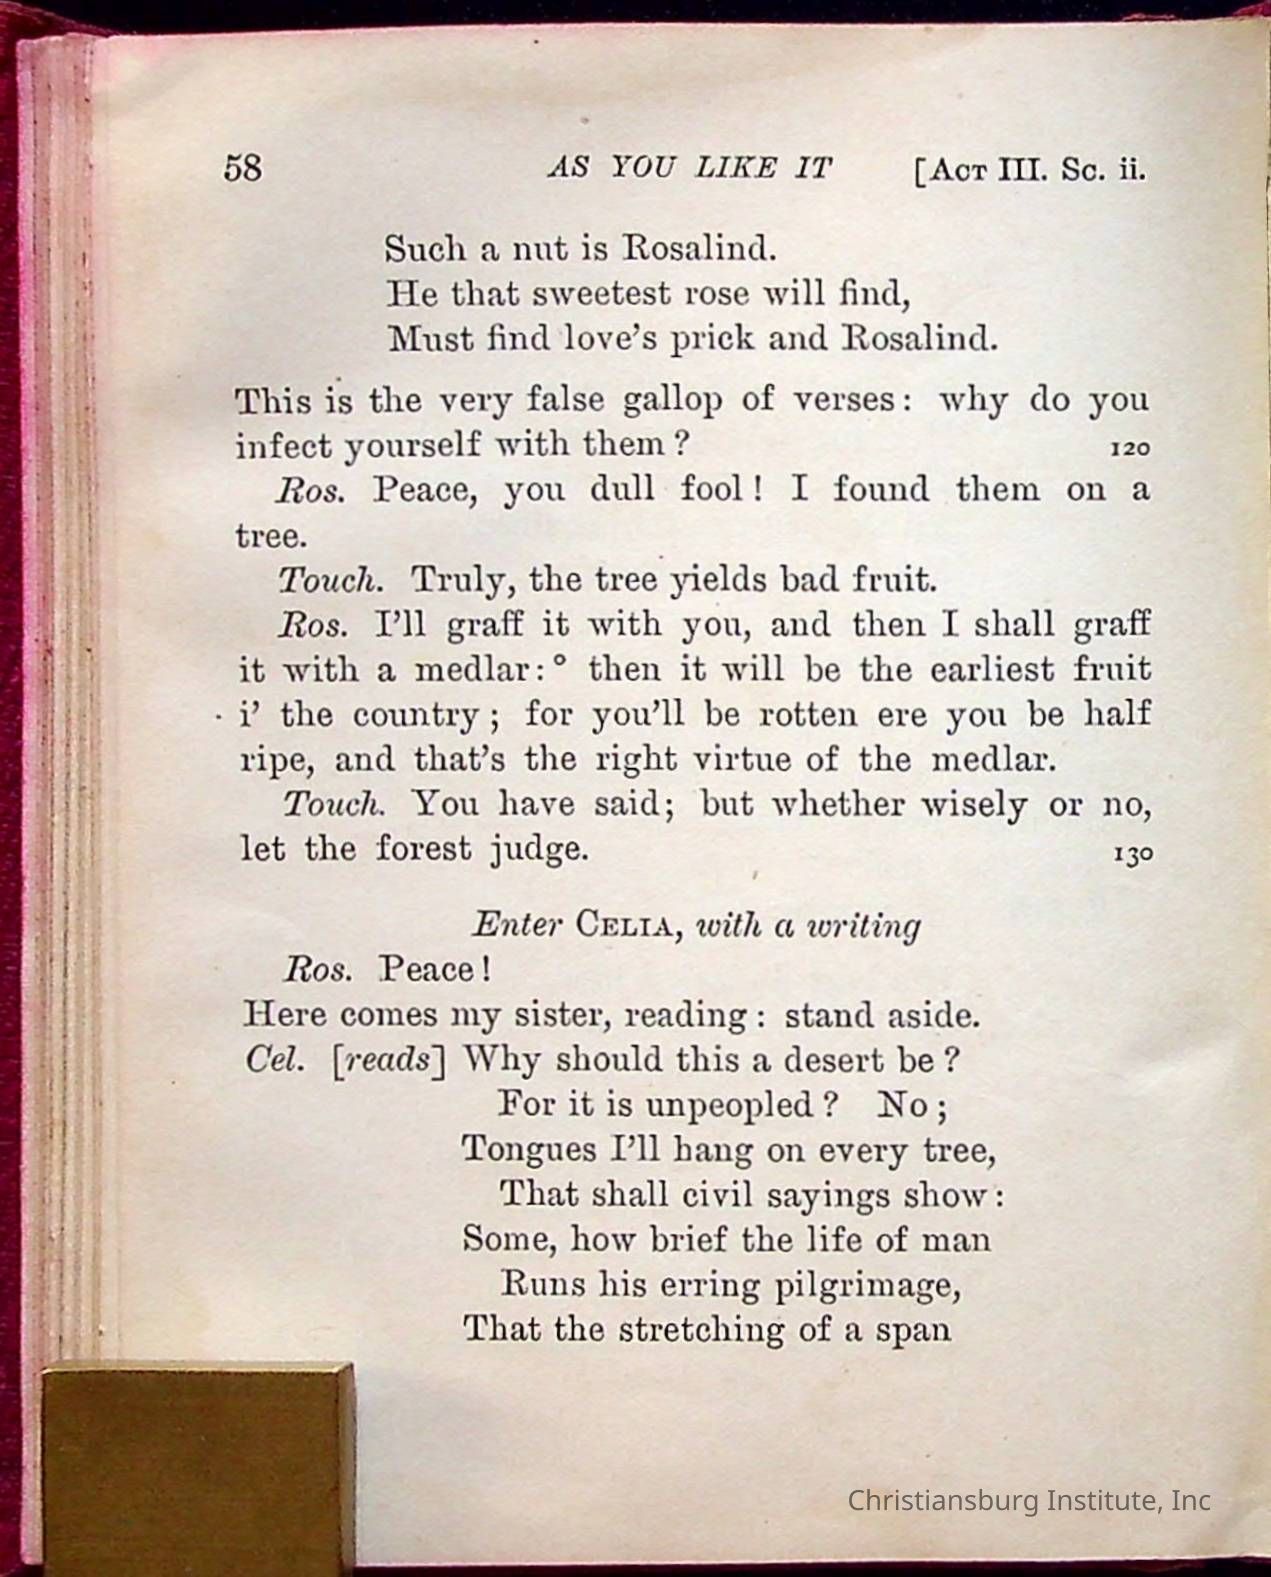 58 AS YOU LIKE IT [ACT III. Sc. ii.
Such a nut is Rosalind.
He that sweetest rose will find,
Must find love's prick and Rosalind.
This is the very false gallop of verses: why do you
infect yourself with them? 120
Ros. Peace, you dull fool! I found them on a
tree.
Touch. Truly, the tree yields bad fruit.
Ros. I'll graff it with you, and then I shall graff
it with a medlar:° then it will be the earliest fruit
i' the country; for you'll be rotten ere you be half
ripe, and that's the right virtue of the medlar.
Touch. You have said; but whether wisely or no,
let the forest judge. 130
Enter CELIA, with a writing
Ros. Peace!
Here comes my sister, reading: stand aside.
Cel. [reads] Why should this a desert be?
For it is unpeopled? No;
Tongues I'll hang on every tree,
That shall civil sayings show:
Some, how brief the life of man
Runs his erring pilgrimage,
That the stretching of a span
Christiansburg Institute, Inc